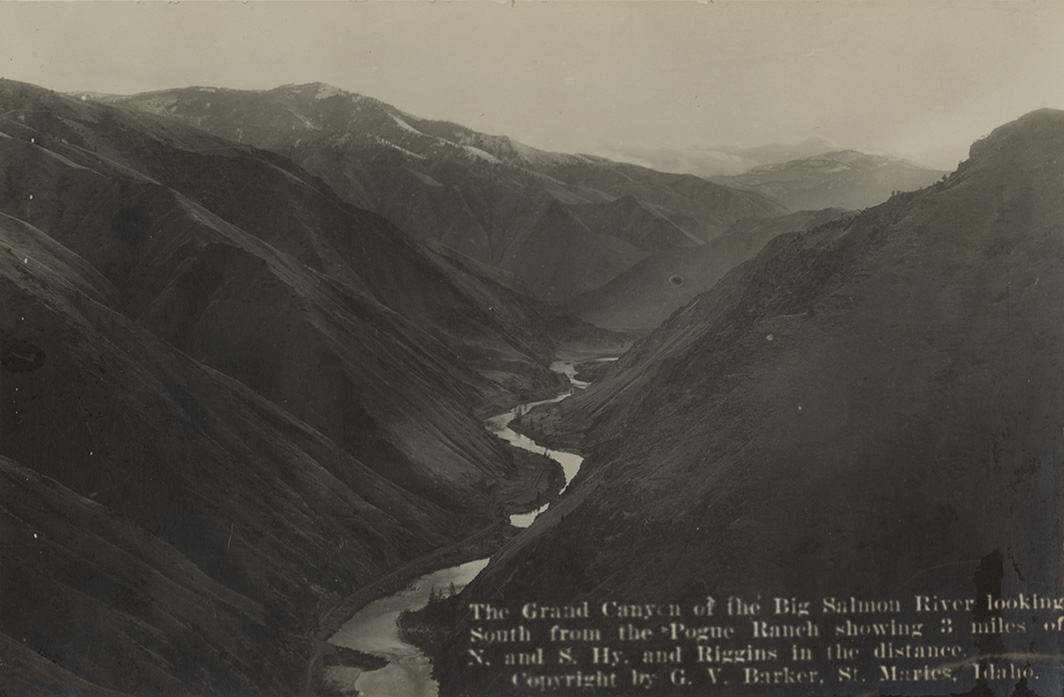 The Grand Canyon of the Big Salmon River looking
South from the Pogue Ranch showing 3 miles of
N. and S. Hy. and Riggins in the distance.
Copyright by G. V. Barker, St. Maries, Idaho.